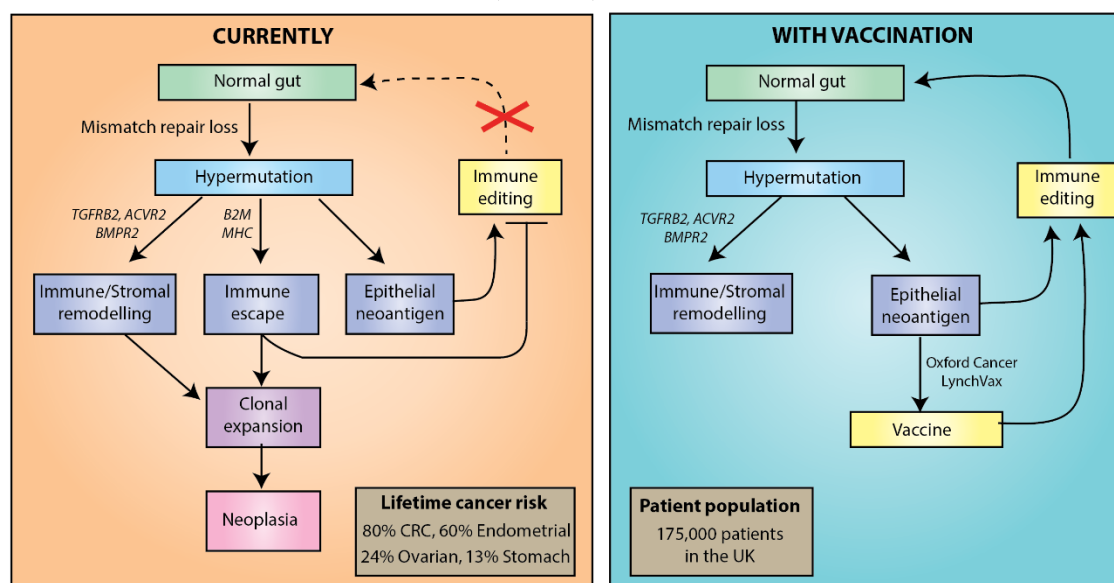 CURRENTLY
Normal gut
Mismatch repair loss
Hypermutation
Immune
editing
TGFRB2, ACVR2
BMPR2
B2M
MHC
Immune/Stromal
remodelling
Immune
escape
Epithelial
neoantigen
Clonal
expansion
Neoplasia
Lifetime cancer risk
80% CRC, 60% Endometrial
24% Ovarian, 13% Stomach
WITH VACCINATION
Normal gut
Mismatch repair loss
Hypermutation
Immune
editing
TGFRB2, ACVR2
BMPR2
Immune/Stromal
remodelling
Epithelial
neoantigen
Oxford Cancer
LynchVax
Vaccine
Patient population
175,000 patients
in the UK